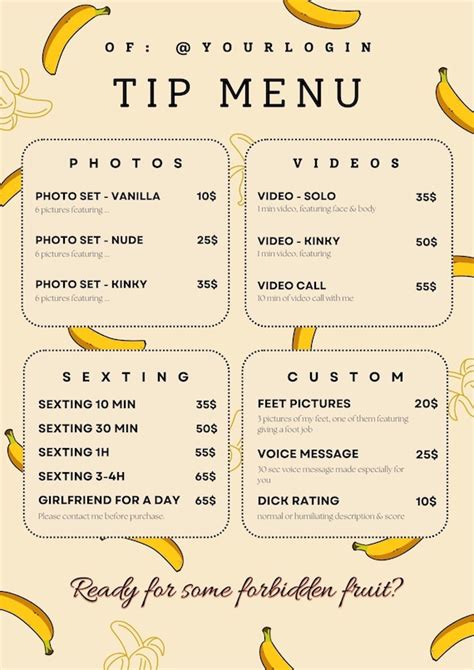 OF: @YOURLOGIN
TIP MENU
PHOTOS
PHOTO SET - VANILLA 10$
6 pictures featuring ...
PHOTO SET - NUDE 25$
6 pictures featuring ...
PHOTO SET - KINKY 35$
6 pictures featuring ...
VIDEOS
VIDEO - SOLO 35$
1 min video, featuring face & body
VIDEO - KINKY 50$
1 min video, featuring
VIDEO CALL 55$
10 min of video call with me
SEXTING
SEXTING 10 MIN 35$
SEXTING 30 MIN 50$
SEXTING 1H 55$
SEXTING 3-4H 65$
GIRLFRIEND FOR A DAY 65$
Please contact me before purchase.
CUSTOM
FEET PICTURES 20$
3 pictures of my feet, one of them featuring
giving a foot job
VOICE MESSAGE 25$
30 sec voice message made especially for
you
DICK RATING 10$
normal or humiliating description & score
Ready for some forbidden fruit?